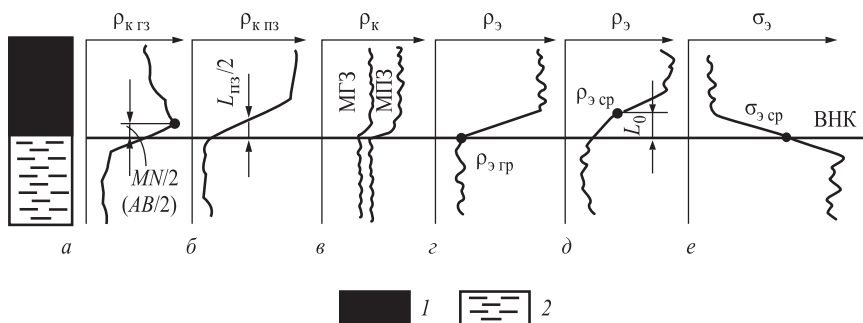 ρк гз ρк пз ρк ρэ ρэ σэ
Lпз/2
МГЗ
МПЗ
ρэ ср
L0
σэ ср
ВНК
ρэ гр
MN/2
(AB/2)
а б в г д е
1 2